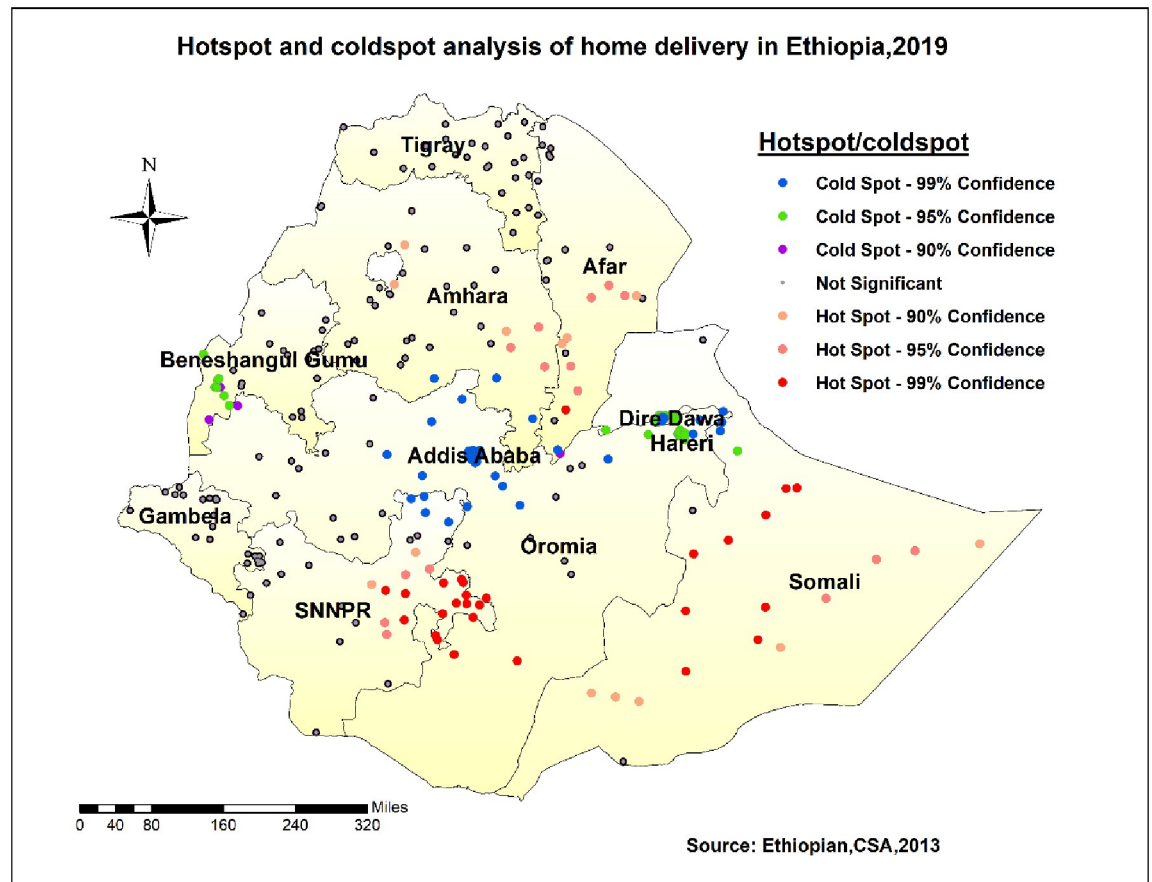 Hotspot and coldspot analysis of home delivery in Ethiopia,2019
Hotspot/coldspot
Cold Spot - 99% Confidence
Cold Spot - 95% Confidence
Cold Spot - 90% Confidence
Not Significant
Hot Spot - 90% Confidence
Hot Spot - 95% Confidence
Hot Spot - 99% Confidence
N
Tigray
Afar
Amhara
Beneshangul Gumu
Dire Dawa
Hareri
Addis Ababa
Gambela
Oromia
Somali
SNNPR
Miles
0 40 80 160 240 320
Source: Ethiopian,CSA,2013